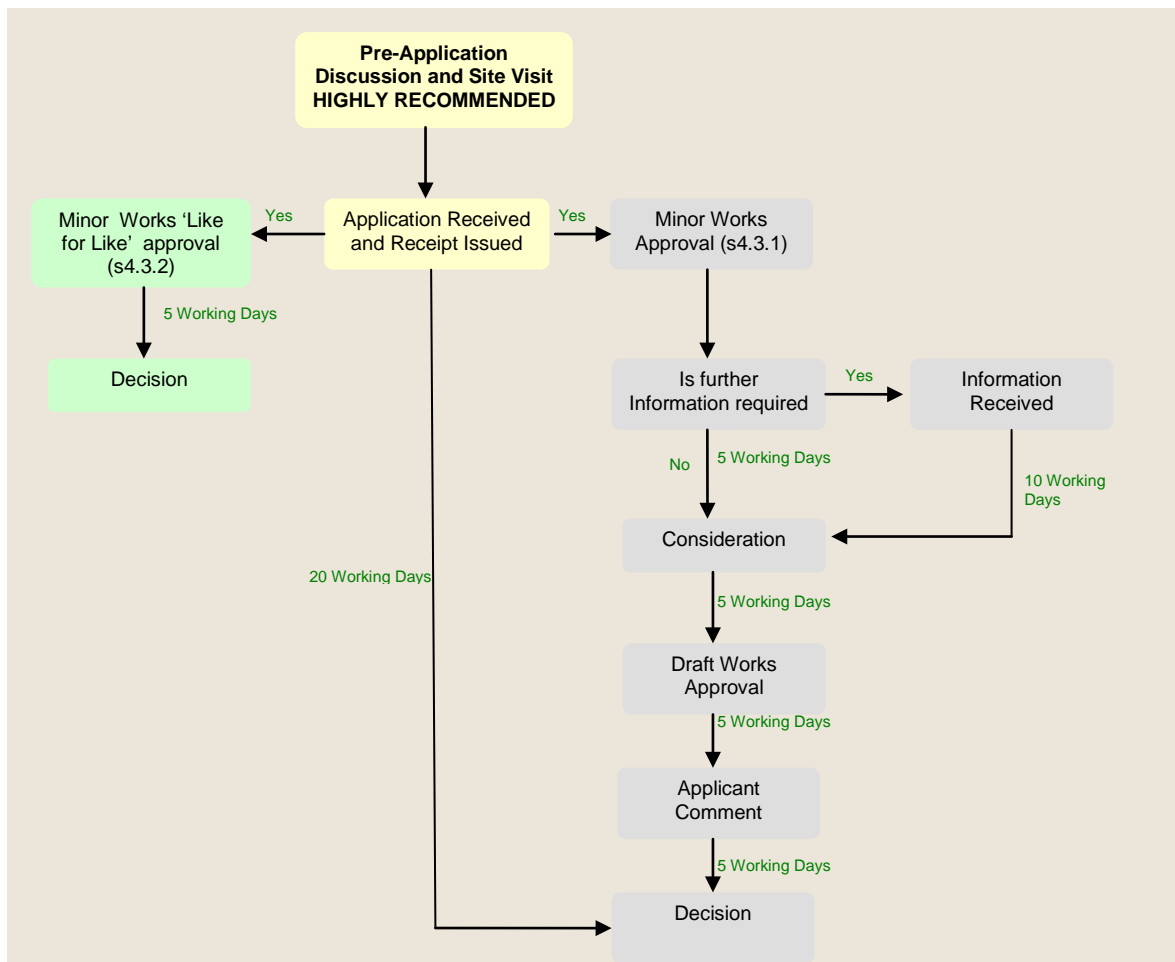 Pre-Application
Discussion and Site Visit
HIGHLY RECOMMENDED
Minor Works 'Like
for Like' approval
(s4.3.2)
Yes
Application Received
and Receipt Issued
Yes
Minor Works
Approval (s4.3.1)
5 Working Days
Decision
Is further
Information required
Yes
Information
Received
No
5 Working Days
10 Working
Days
Consideration
20 Working Days
5 Working Days
Draft Works
Approval
5 Working Days
Applicant
Comment
5 Working Days
Decision